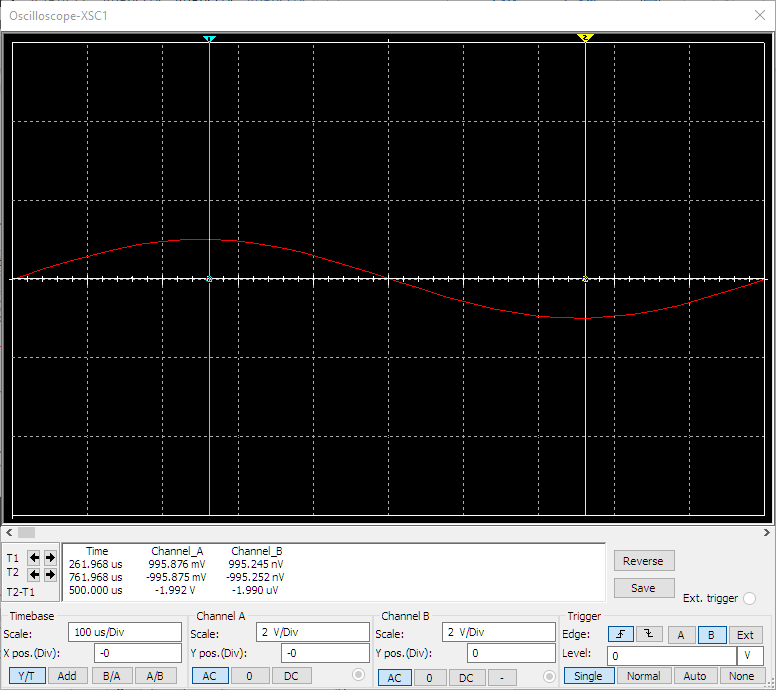 Oscilloscope-XSC1
1
2
T1
T2
T2-T1
Time Channel_A Channel_B
261.968 us 995.876 mV 995.245 nV
761.968 us -995.875 mV -995.252 nV
500.000 us -1.992 V -1.990 uV
Reverse
Save
Ext. trigger
Timebase
Scale: 100 us/Div
X pos.(Div): -0
Y/T Add B/A A/B
Channel A
Scale: 2 V/Div
Y pos.(Div): -0
AC 0 DC
Channel B
Scale: 2 V/Div
Y pos.(Div): 0
AC 0 DC -
Trigger
Edge: A B Ext
Level: 0 V
Single Normal Auto None